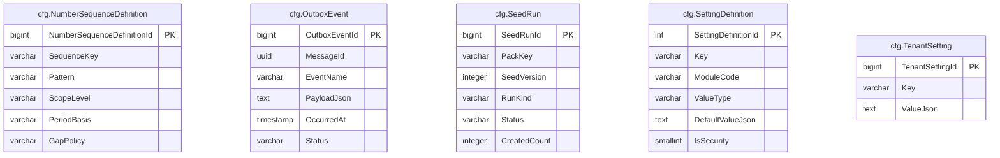 cfg.NumberSequenceDefinition
bigint NumberSequenceDefinitionId PK
varchar SequenceKey
varchar Pattern
varchar ScopeLevel
varchar PeriodBasis
varchar GapPolicy
cfg.OutboxEvent
bigint OutboxEventId PK
uuid MessageId
varchar EventName
text PayloadJson
timestamp OccurredAt
varchar Status
cfg.SeedRun
bigint SeedRunId PK
varchar PackKey
integer SeedVersion
varchar RunKind
varchar Status
integer CreatedCount
cfg.SettingDefinition
int SettingDefinitionId PK
varchar Key
varchar ModuleCode
varchar ValueType
text DefaultValueJson
smallint IsSecurity
cfg.TenantSetting
bigint TenantSettingId PK
varchar Key
text ValueJson